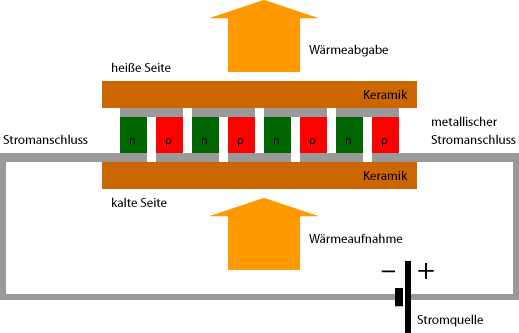 Wärmeabgabe
heiße Seite
Keramik
metallischer
Stromanschluss
Stromanschluss
n p n p n p n p
Keramik
kalte Seite
Wärmeaufnahme
– +
Stromquelle